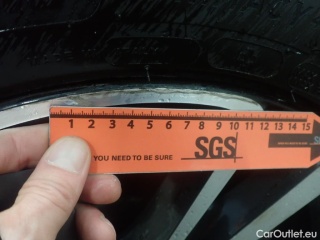 1 2 3 4 5 6 7 8 9 10 11 12 13 14 15
YOU NEED TO BE SURE SGS
CarOutlet.eu